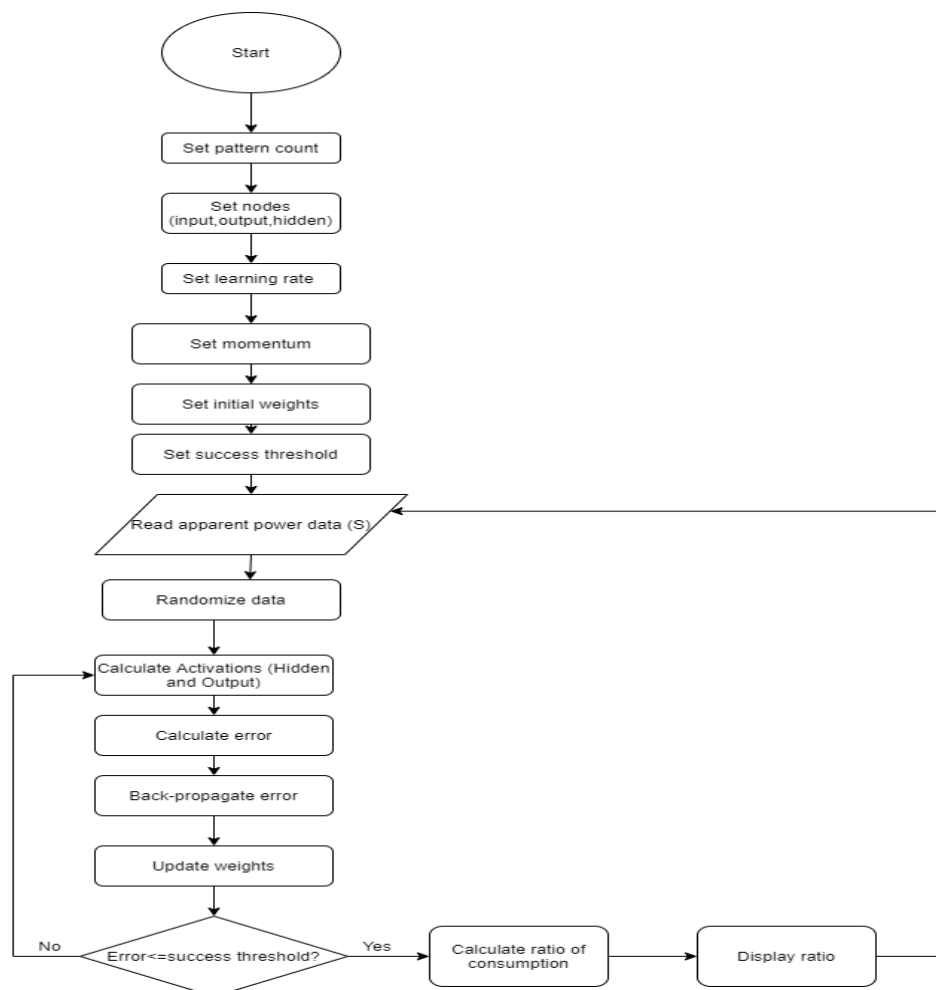 Start
Set pattern count
Set nodes
(input,output,hidden)
Set learning rate
Set momentum
Set initial weights
Set success threshold
Read apparent power data (S)
Randomize data
Calculate Activations (Hidden
and Output)
Calculate error
Back-propagate error
Update weights
No
Error<=success threshold?
Yes
Calculate ratio of
consumption
Display ratio